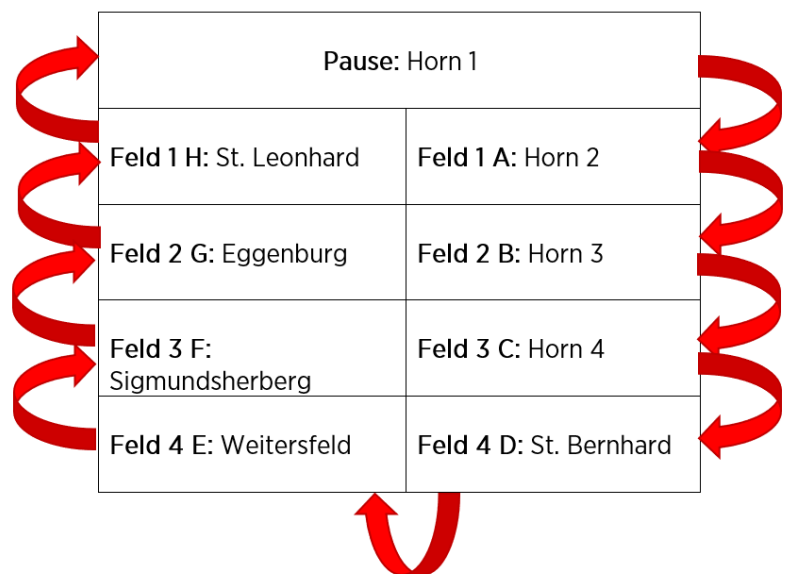 Pause: Horn 1
Feld 1 H: St. Leonhard
Feld 1 A: Horn 2
Feld 2 G: Eggenburg
Feld 2 B: Horn 3
Feld 3 F:
Sigmundsherberg
Feld 3 C: Horn 4
Feld 4 E: Weitersfeld
Feld 4 D: St. Bernhard